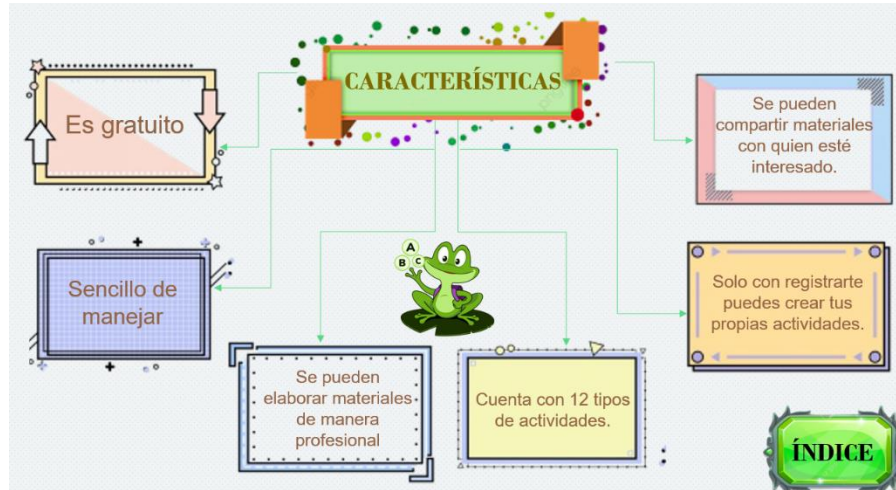 CARACTERÍSTICAS
Es gratuito
Se pueden
compartir materiales
con quien esté
interesado.
Sencillo de
manejar
A
B C
Solo con registrarte
puedes crear tus
propias actividades.
Se pueden
elaborar materiales
de manera
profesional
Cuenta con 12 tipos
de actividades.
ÍNDICE